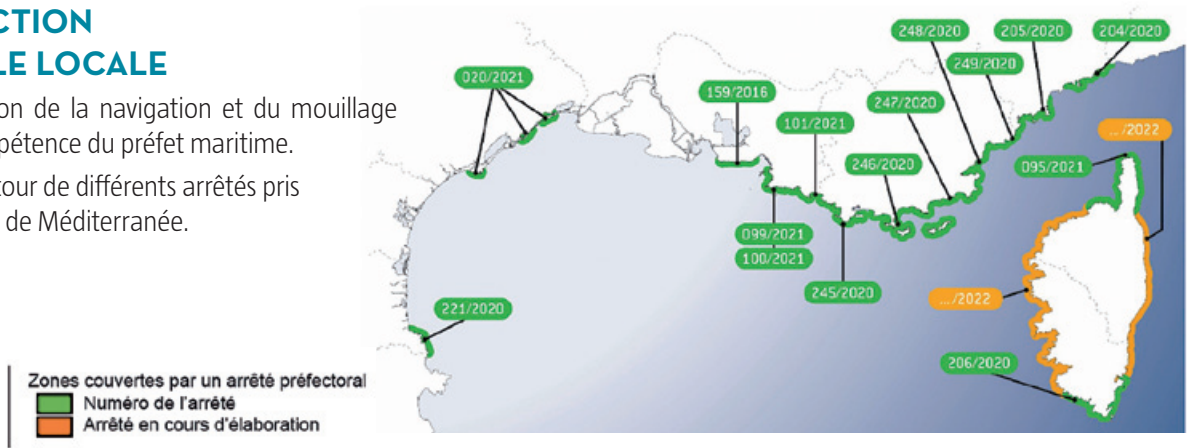 CTION
LE LOCALE
on de la navigation et du mouillage
pétence du préfet maritime.
tour de différents arrêtés pris
de Méditerranée.
248/2020
205/2020
204/2020
020/2021
249/2020
159/2016
247/2020
101/2021
.../2022
246/2020
095/2021
099/2021
100/2021
245/2020
.../2022
221/2020
206/2020
Zones couvertes par un arrêté préfectoral
Numéro de l'arrêté
Arrêté en cours d'élaboration